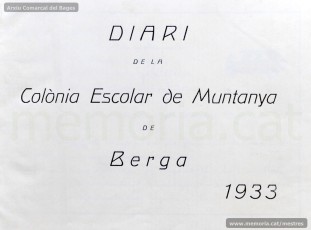 Arxiu Comarcal del Bages
DIARI
DE LA
Colònia Escolar de Muntanya
DE
Berga
1933
memoria.cat
www.memoria.cat/mestres